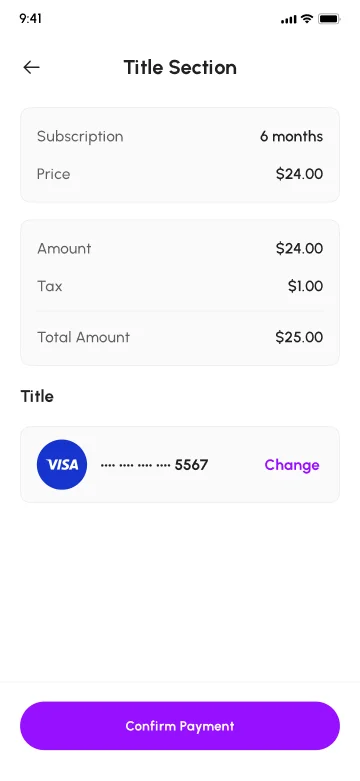 9:41
Title Section
Subscription 6 months
Price $24.00
Amount $24.00
Tax $1.00
Total Amount $25.00
Title
VISA •••• •••• •••• •••• 5567 Change
Confirm Payment